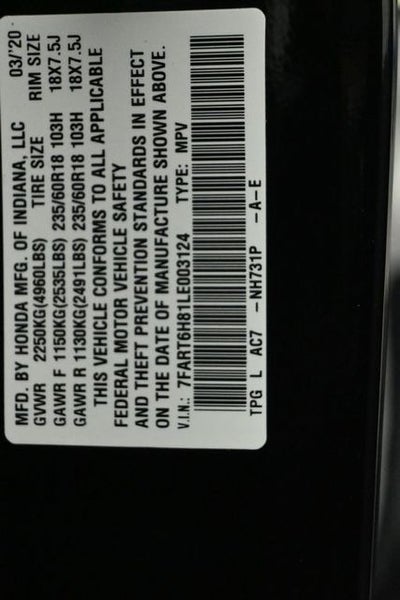 MFD. BY HONDA MFG. OF INDIANA, LLC 03/'20
GVWR 2250KG(4960LBS) TIRE SIZE RIM SIZE
GAWR F 1150KG(2535LBS) 235/60R18 103H 18X7.5J
GAWR R 1130KG(2491LBS) 235/60R18 103H 18X7.5J
THIS VEHICLE CONFORMS TO ALL APPLICABLE
FEDERAL MOTOR VEHICLE SAFETY
AND THEFT PREVENTION STANDARDS IN EFFECT
ON THE DATE OF MANUFACTURE SHOWN ABOVE.
V.I.N.: 7FART6H81LE003124 TYPE: MPV
TPG L AC7 -NH731P -A-E